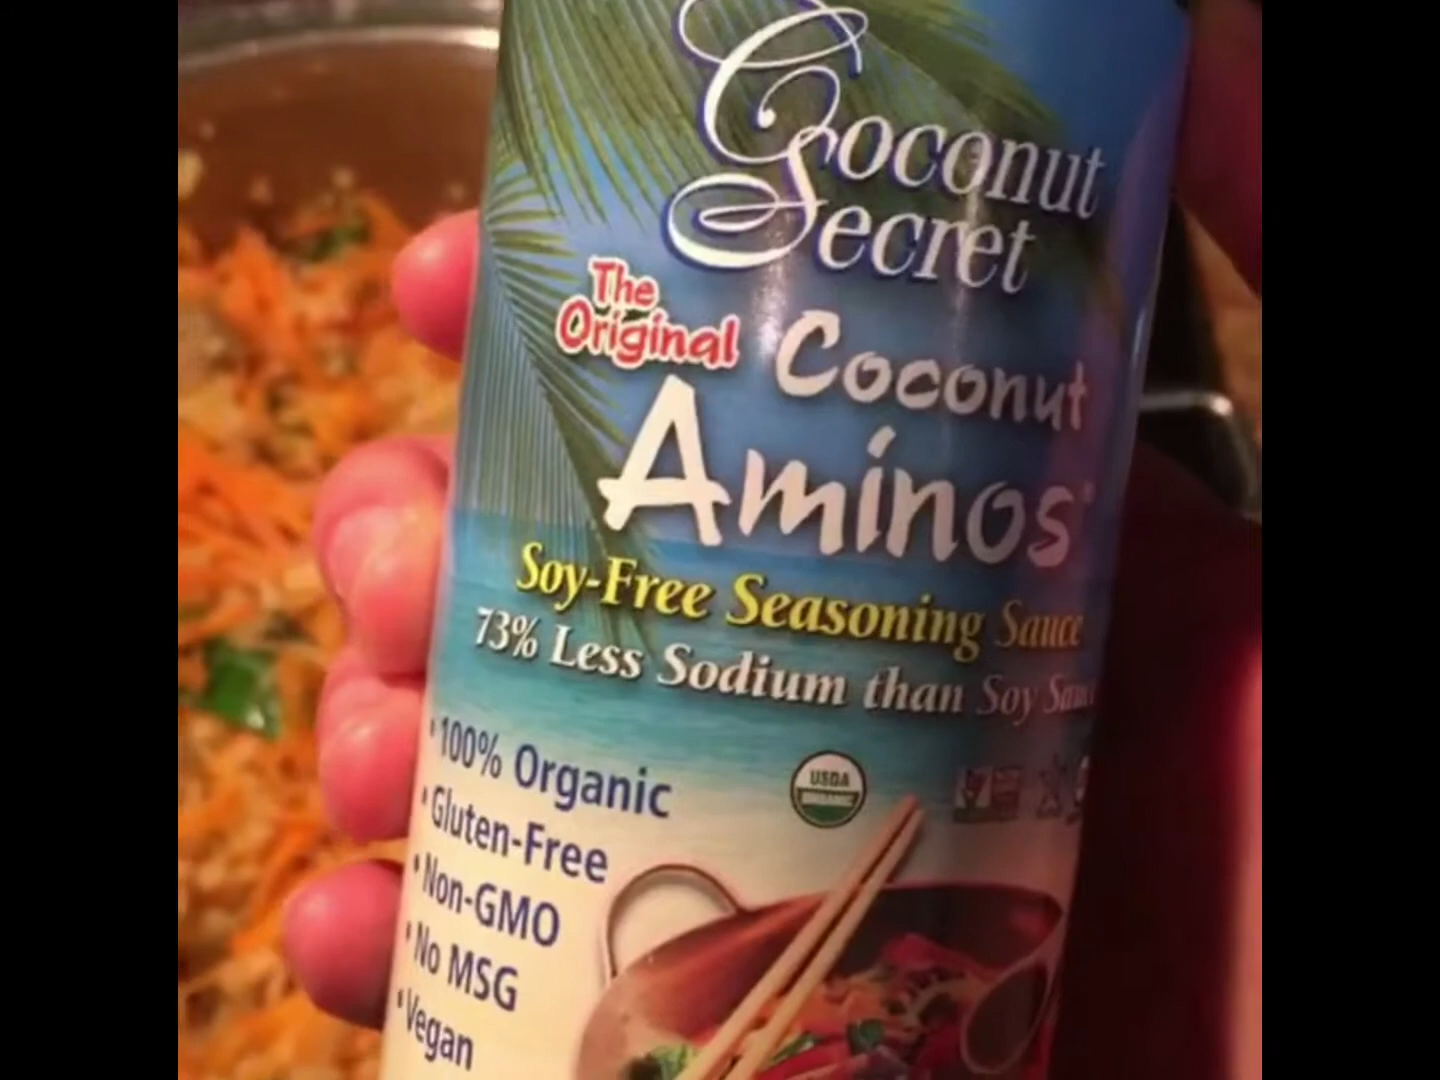 Coconut
Secret
The
Original
Coconut
Aminos
Soy-Free Seasoning Sauce
73% Less Sodium than Soy
• 100% Organic
• Gluten-Free
• Non-GMO
• No MSG
• Vegan
USDA
ORGANIC